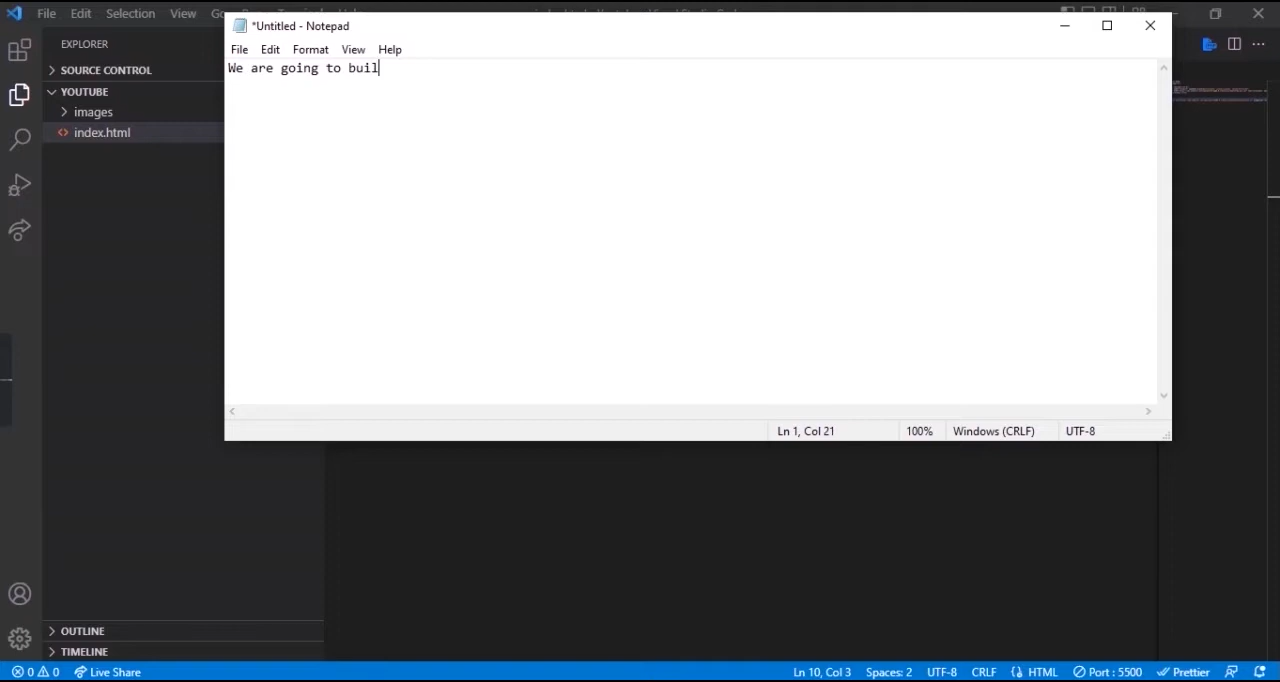 File Edit Selection View
*Untitled - Notepad
File Edit Format View Help
We are going to buil
EXPLORER
SOURCE CONTROL
YOUTUBE
images
index.html
Ln 1, Col 21 100% Windows (CRLF) UTF-8
OUTLINE
TIMELINE
0 0 Live Share Ln 10, Col 3 Spaces: 2 UTF-8 CRLF HTML Port : 5500 Prettier